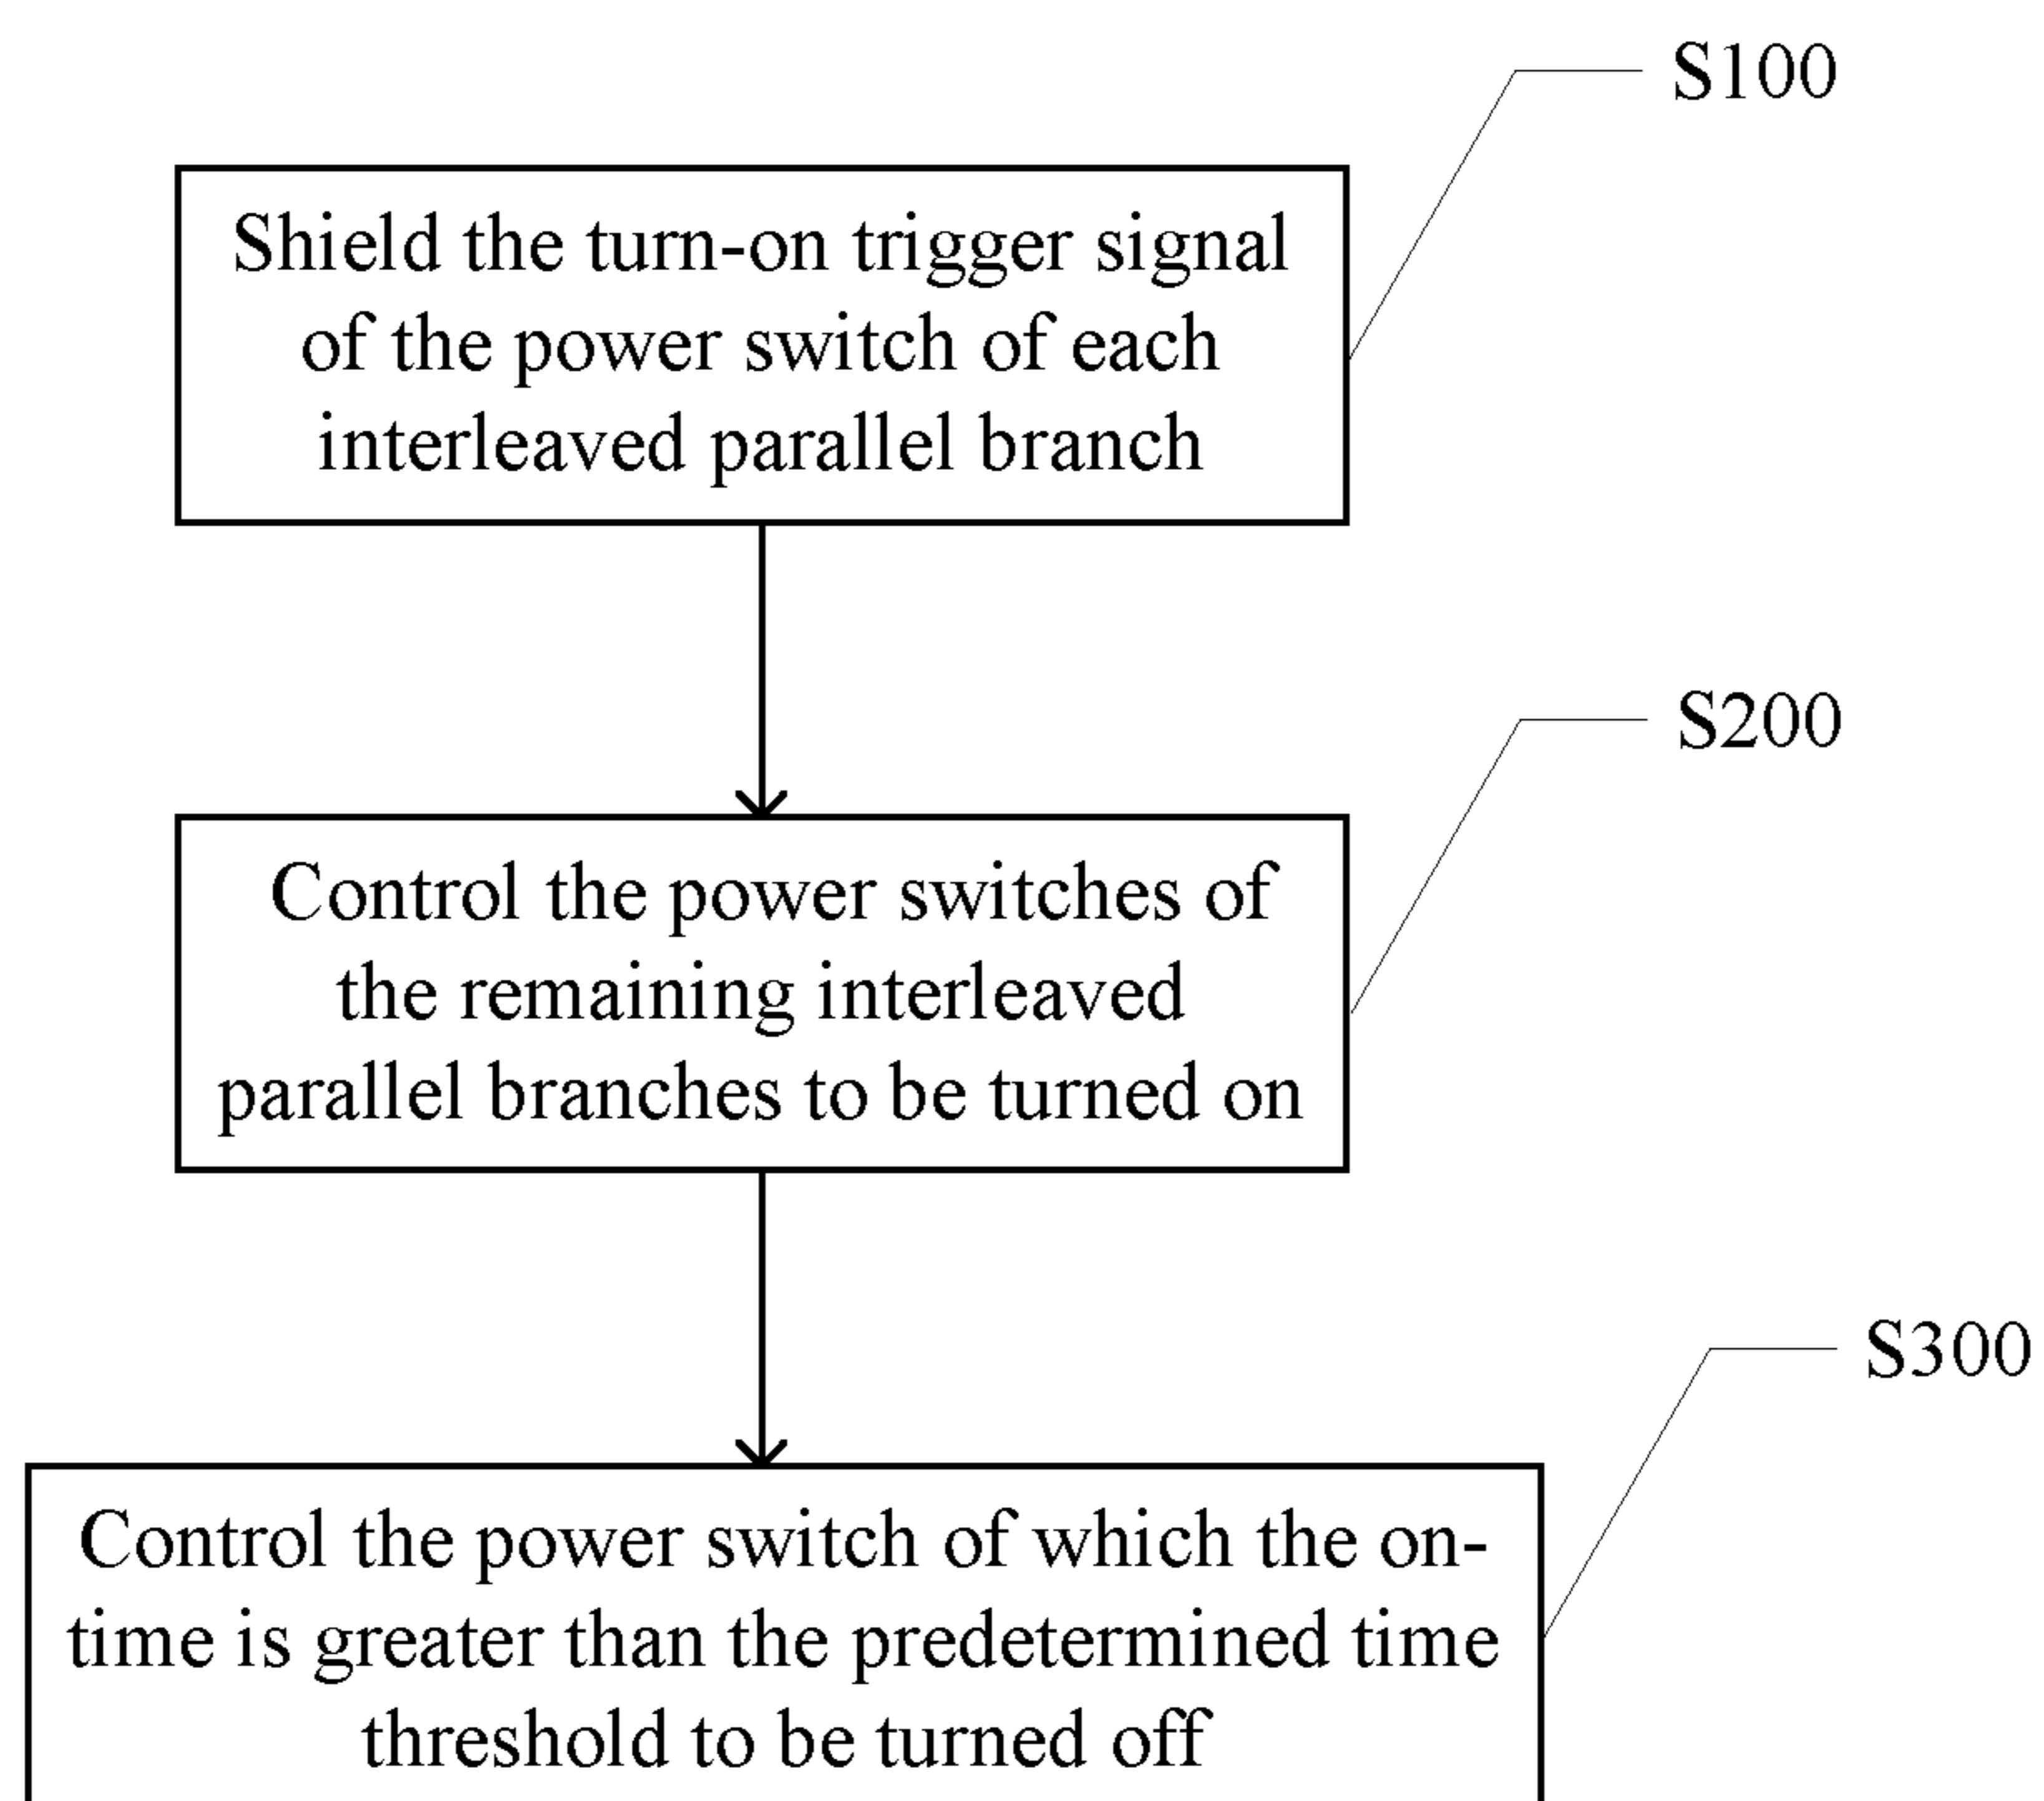 S100
Shield the turn-on trigger signal
of the power switch of each
interleaved parallel branch
S200
Control the power switches of
the remaining interleaved
parallel branches to be turned on
S300
Control the power switch of which the on-
time is greater than the predetermined time
threshold to be turned off